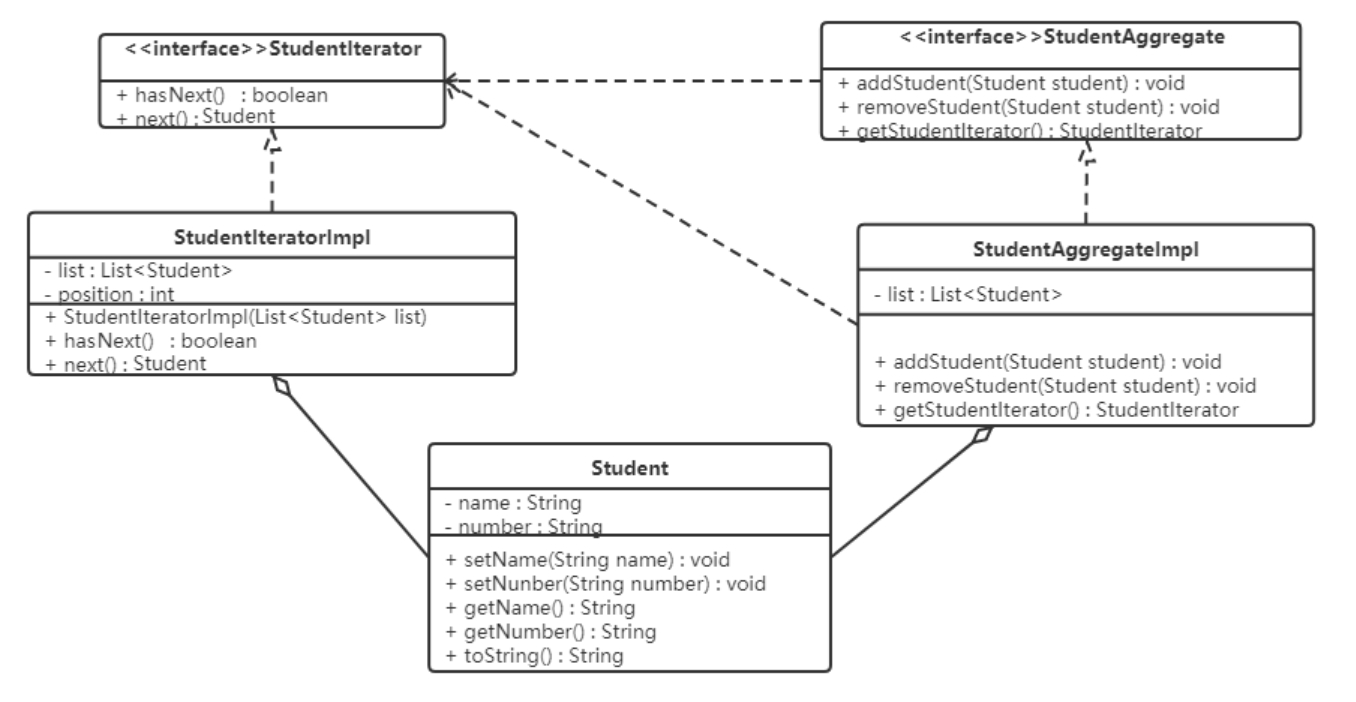 <<interface>>StudentIterator
+ hasNext() : boolean
+ next() : Student
<<interface>>StudentAggregate
+ addStudent(Student student) : void
+ removeStudent(Student student) : void
+ getStudentIterator() : StudentIterator
StudentIteratorImpl
- list : List<Student>
- position : int
+ StudentIteratorImpl(List<Student> list)
+ hasNext() : boolean
+ next() : Student
StudentAggregateImpl
- list : List<Student>
+ addStudent(Student student) : void
+ removeStudent(Student student) : void
+ getStudentIterator() : StudentIterator
Student
- name : String
- number : String
+ setName(String name) : void
+ setNunber(String number) : void
+ getName() : String
+ getNumber() : String
+ toString() : String